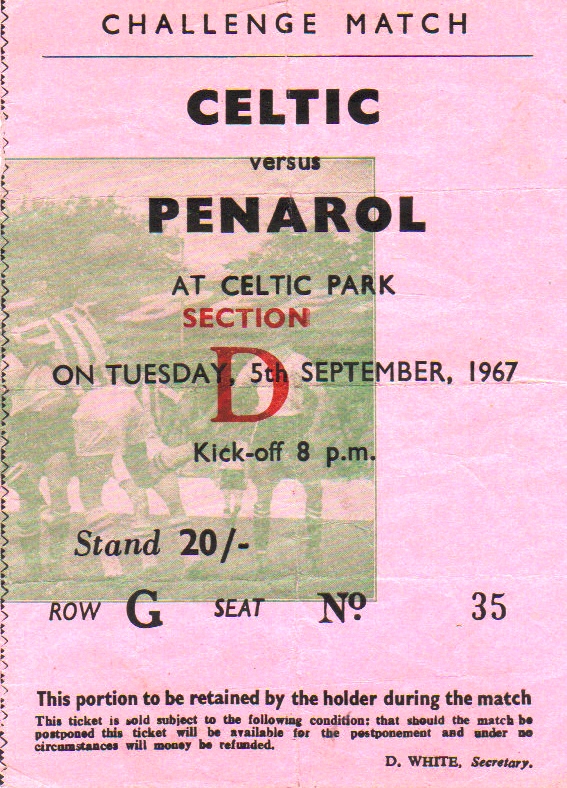 CHALLENGE MATCH
CELTIC
versus
PENAROL
AT CELTIC PARK
SECTION
D
ON TUESDAY, 5th SEPTEMBER, 1967
Kick-off 8 p.m.
Stand 20/-
ROW G SEAT Nº 35
This portion to be retained by the holder during the match
This ticket is sold subject to the following condition: that should the match be
postponed this ticket will be available for the postponement and under no
circumstances will money be refunded.
D. WHITE, Secretary.